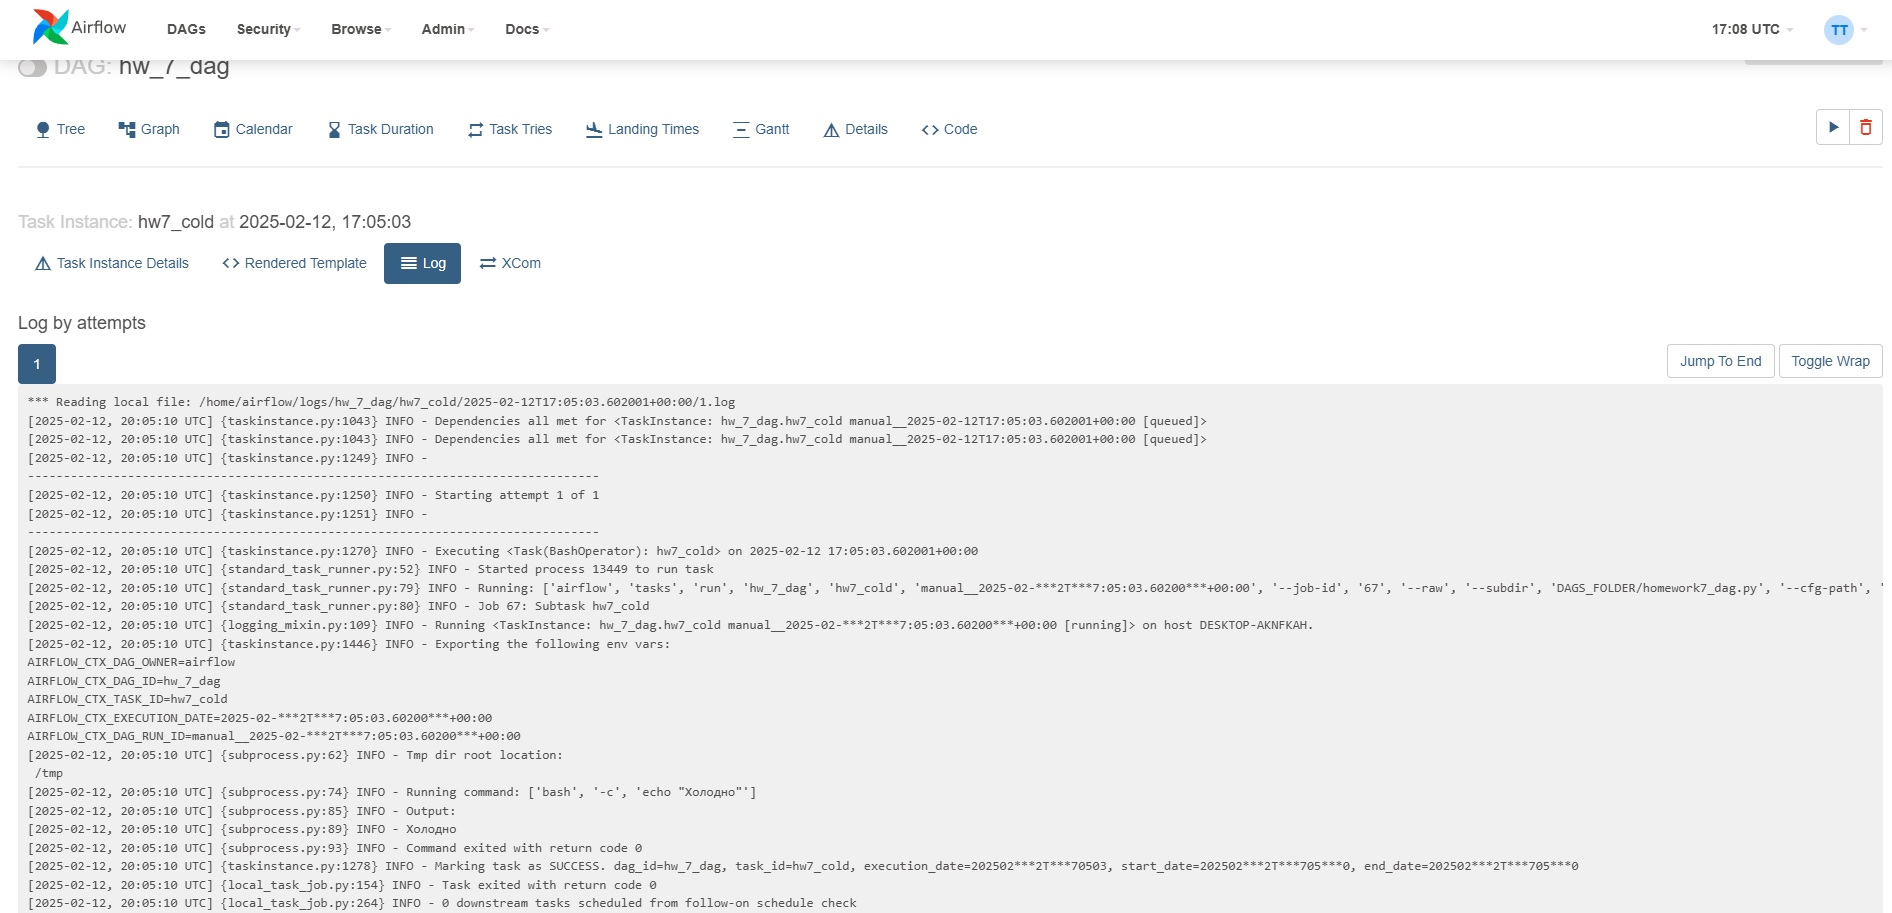 Airflow DAGs Security Browse Admin Docs 17:08 UTC TT
DAG: hw_7_dag
Tree Graph Calendar Task Duration Task Tries Landing Times Gantt Details Code
Task Instance: hw7_cold at 2025-02-12, 17:05:03
Task Instance Details Rendered Template Log XCom
Log by attempts
1 Jump To End Toggle Wrap
*** Reading local file: /home/airflow/logs/hw_7_dag/hw7_cold/2025-02-12T17:05:03.602001+00:00/1.log
[2025-02-12, 20:05:10 UTC] {taskinstance.py:1043} INFO - Dependencies all met for <TaskInstance: hw_7_dag.hw7_cold manual__2025-02-12T17:05:03.602001+00:00 [queued]>
[2025-02-12, 20:05:10 UTC] {taskinstance.py:1043} INFO - Dependencies all met for <TaskInstance: hw_7_dag.hw7_cold manual__2025-02-12T17:05:03.602001+00:00 [queued]>
[2025-02-12, 20:05:10 UTC] {taskinstance.py:1249} INFO -
--------------------------------------------------------------------------------
[2025-02-12, 20:05:10 UTC] {taskinstance.py:1250} INFO - Starting attempt 1 of 1
[2025-02-12, 20:05:10 UTC] {taskinstance.py:1251} INFO -
--------------------------------------------------------------------------------
[2025-02-12, 20:05:10 UTC] {taskinstance.py:1270} INFO - Executing <Task(BashOperator): hw7_cold> on 2025-02-12 17:05:03.602001+00:00
[2025-02-12, 20:05:10 UTC] {standard_task_runner.py:52} INFO - Started process 13449 to run task
[2025-02-12, 20:05:10 UTC] {standard_task_runner.py:79} INFO - Running: ['airflow', 'tasks', 'run', 'hw_7_dag', 'hw7_cold', 'manual__2025-02-***2T***7:05:03.60200***+00:00', '--job-id', '67', '--raw', '--subdir', 'DAGS_FOLDER/homework7_dag.py', '--cfg-path', '
[2025-02-12, 20:05:10 UTC] {standard_task_runner.py:80} INFO - Job 67: Subtask hw7_cold
[2025-02-12, 20:05:10 UTC] {logging_mixin.py:109} INFO - Running <TaskInstance: hw_7_dag.hw7_cold manual__2025-02-***2T***7:05:03.60200***+00:00 [running]> on host DESKTOP-AKNFKAH.
[2025-02-12, 20:05:10 UTC] {taskinstance.py:1446} INFO - Exporting the following env vars:
AIRFLOW_CTX_DAG_OWNER=airflow
AIRFLOW_CTX_DAG_ID=hw_7_dag
AIRFLOW_CTX_TASK_ID=hw7_cold
AIRFLOW_CTX_EXECUTION_DATE=2025-02-***2T***7:05:03.60200***+00:00
AIRFLOW_CTX_DAG_RUN_ID=manual__2025-02-***2T***7:05:03.60200***+00:00
[2025-02-12, 20:05:10 UTC] {subprocess.py:62} INFO - Tmp dir root location:
/tmp
[2025-02-12, 20:05:10 UTC] {subprocess.py:74} INFO - Running command: ['bash', '-c', 'echo "Холодно"']
[2025-02-12, 20:05:10 UTC] {subprocess.py:85} INFO - Output:
[2025-02-12, 20:05:10 UTC] {subprocess.py:89} INFO - Холодно
[2025-02-12, 20:05:10 UTC] {subprocess.py:93} INFO - Command exited with return code 0
[2025-02-12, 20:05:10 UTC] {taskinstance.py:1278} INFO - Marking task as SUCCESS. dag_id=hw_7_dag, task_id=hw7_cold, execution_date=202502***2T***70503, start_date=202502***2T***705***0, end_date=202502***2T***705***0
[2025-02-12, 20:05:10 UTC] {local_task_job.py:154} INFO - Task exited with return code 0
[2025-02-12, 20:05:10 UTC] {local_task_job.py:264} INFO - 0 downstream tasks scheduled from follow-on schedule check